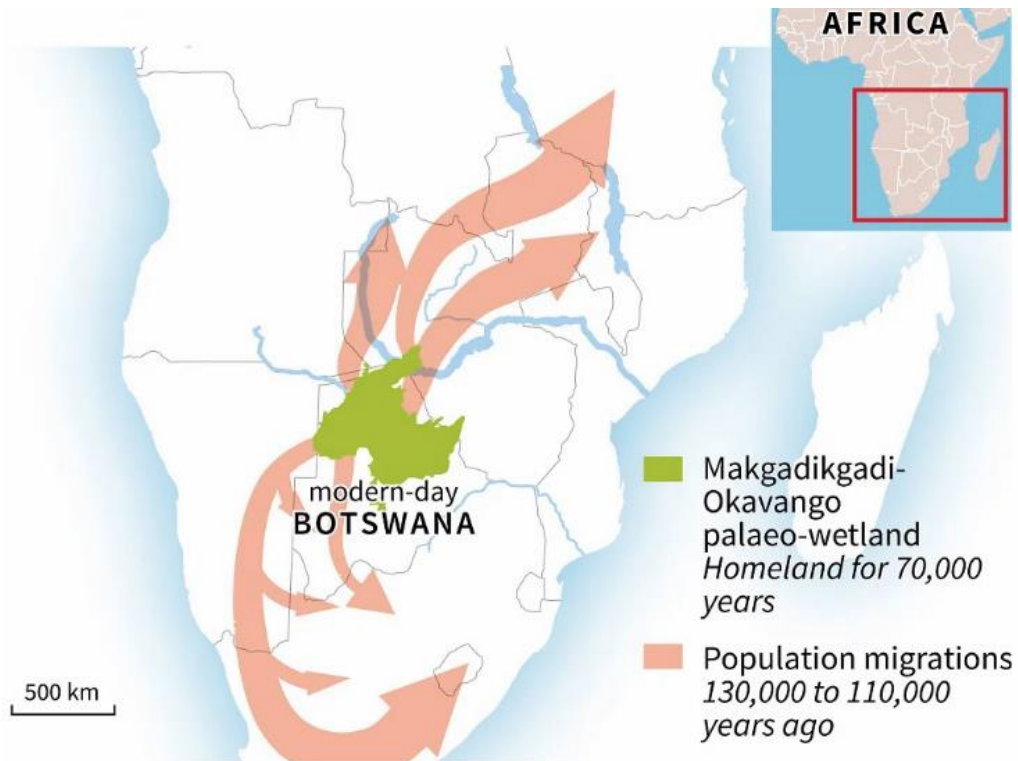 AFRICA
modern-day
BOTSWANA
Makgadikgadi-
Okavango
palaeo-wetland
Homeland for 70,000
years
Population migrations
130,000 to 110,000
years ago
500 km